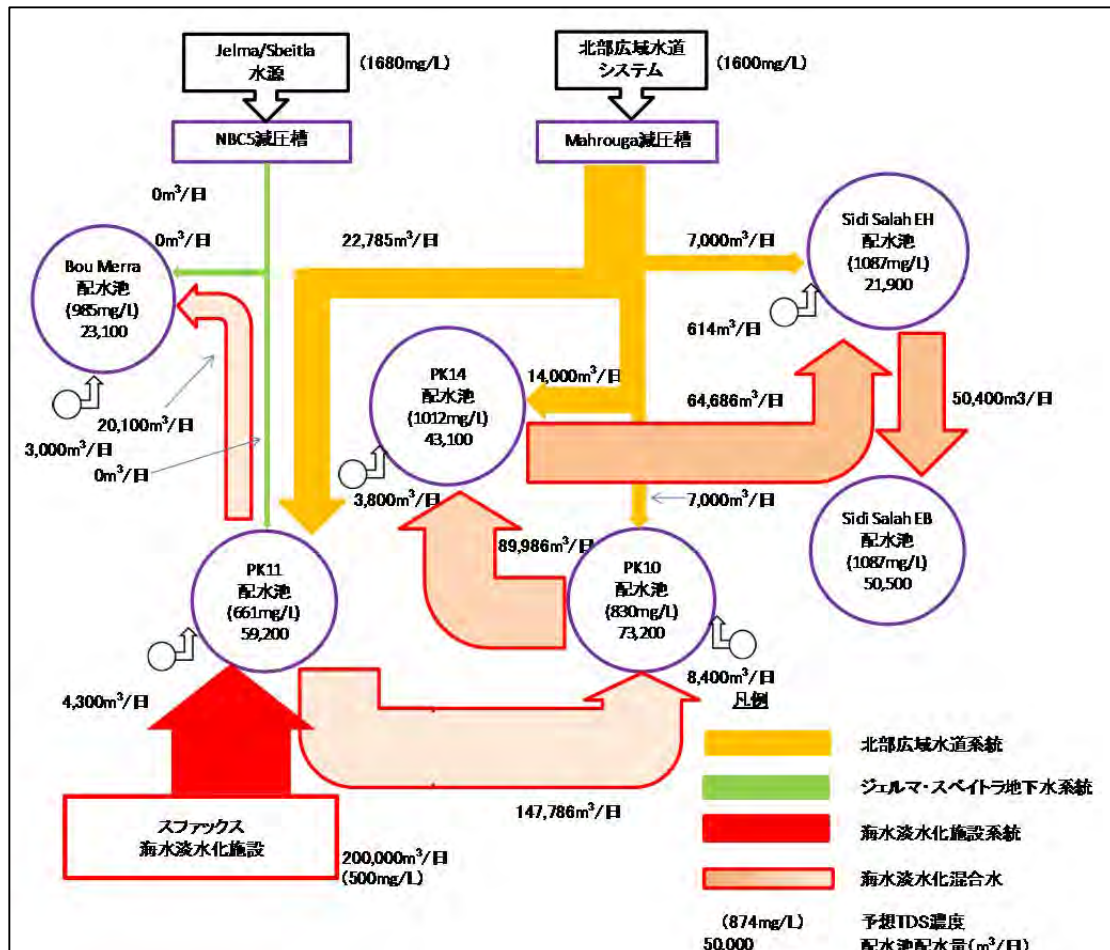 Jelma/Sbeitla
水源
(1680mg/L)
北部広域水道
システム
(1600mg/L)
NBC5減圧槽
Mahrouga減圧槽
0m³/日
0m³/日
22,785m³/日
7,000m³/日
Sidi Salah EH
配水池
(1087mg/L)
21,900
Bou Merra
配水池
(985mg/L)
23,100
614m³/日
PK14
配水池
(1012mg/L)
43,100
14,000m³/日
64,686m³/日
50,400m3/日
20,100m³/日
3,000m³/日
0m³/日
3,800m³/日
7,000m³/日
Sidi Salah EB
配水池
(1087mg/L)
50,500
89,986m³/日
PK11
配水池
(661mg/L)
59,200
PK10
配水池
(830mg/L)
73,200
4,300m³/日
8,400m³/日
凡例
北部広域水道系統
ジェルマ・スベイトラ地下水系統
147,786m³/日
スファックス
海水淡水化施設
200,000m³/日
(500mg/L)
海水淡水化施設系統
海水淡水化混合水
(874mg/L)
予想TDS濃度
50,000
配水池配水量(m³/日)